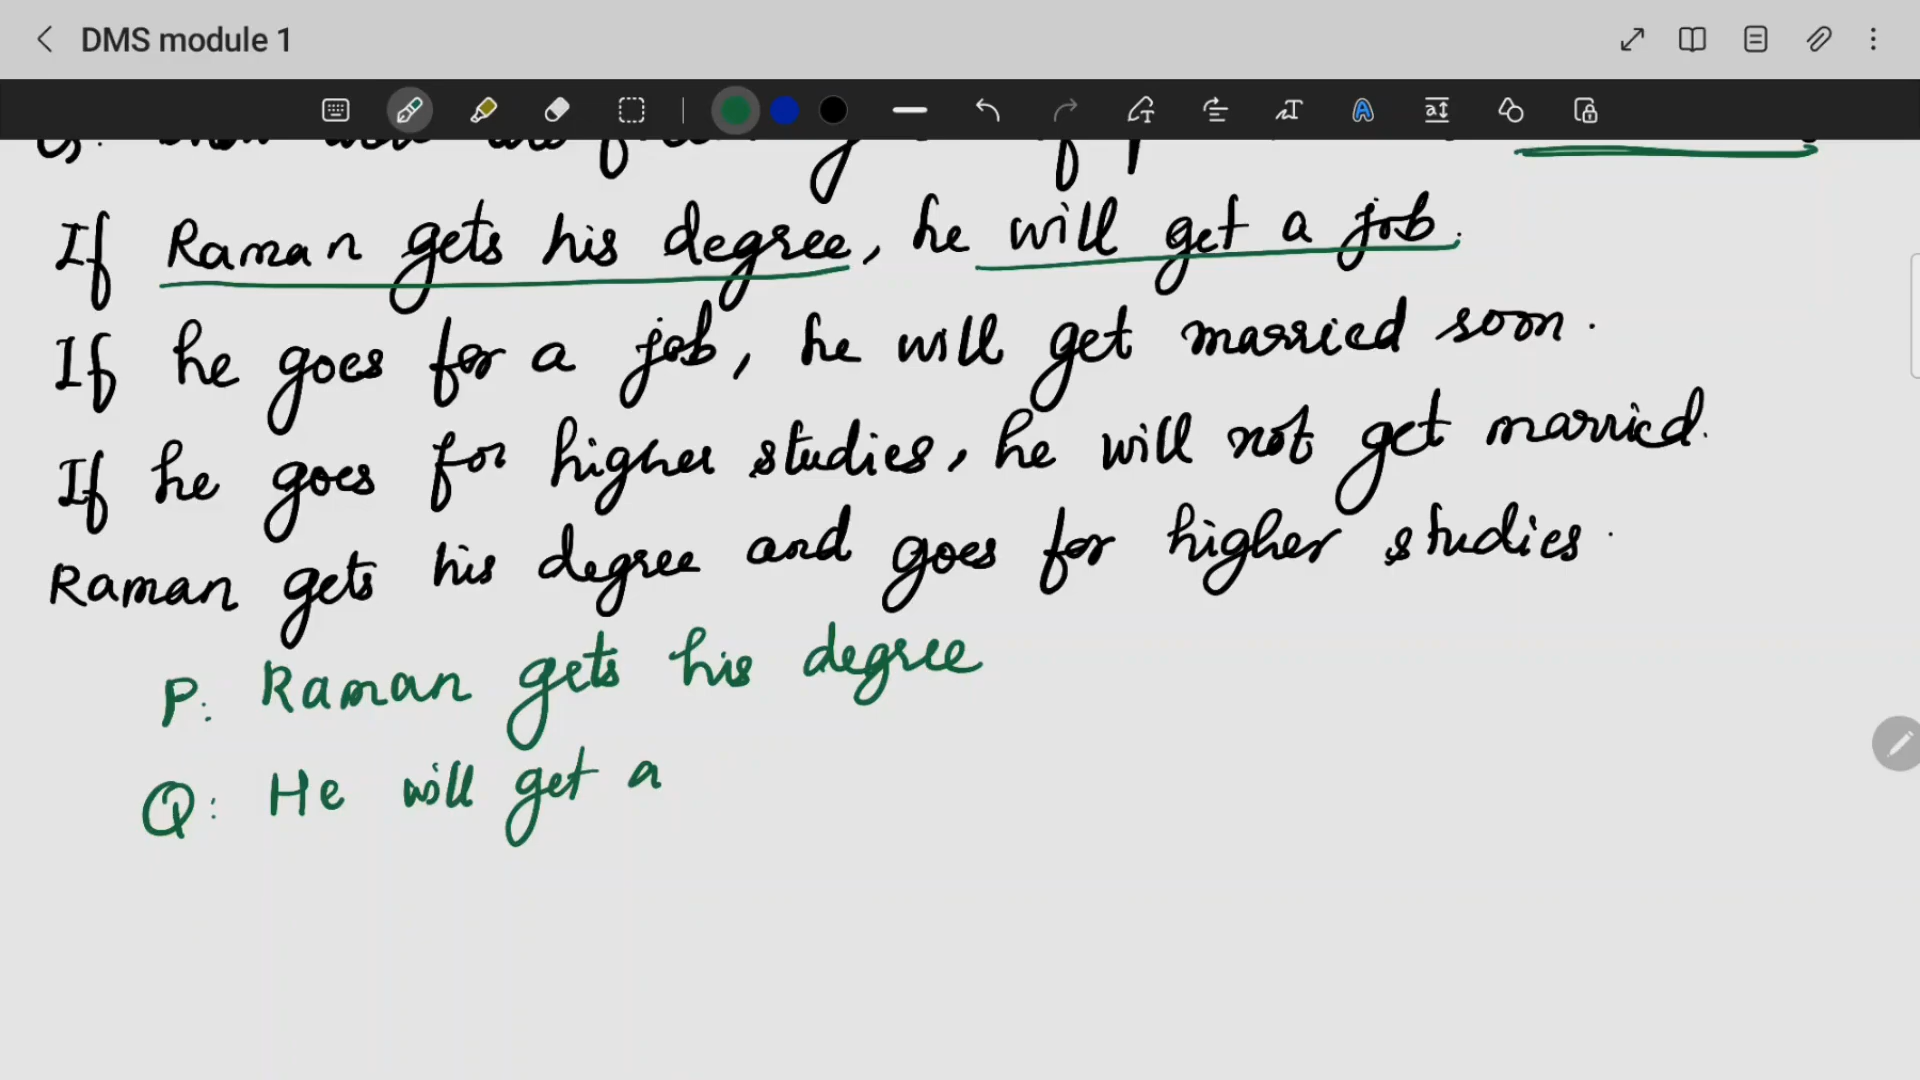 DMS module 1
If Raman gets his degree, he will get a job.
If he goes for a job, he will get married soon.
If he goes for higher studies, he will not get married.
Raman gets his degree and goes for higher studies.
P: Raman gets his degree
Q: He will get a